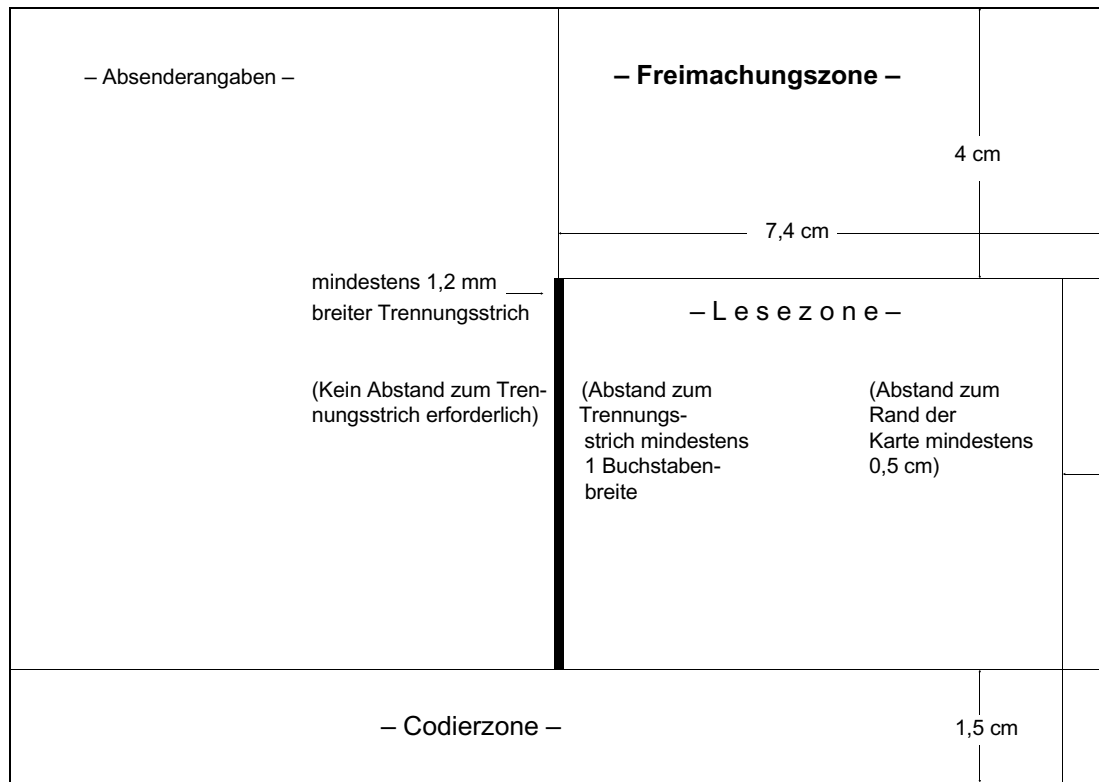 – Absenderangaben –
– Freimachungszone –
4 cm
7,4 cm
mindestens 1,2 mm
breiter Trennungsstrich
– L e s e z o n e –
(Kein Abstand zum Tren-
nungsstrich erforderlich)
(Abstand zum
Trennungs-
strich mindestens
1 Buchstaben-
breite
(Abstand zum
Rand der
Karte mindestens
0,5 cm)
– Codierzone –
1,5 cm